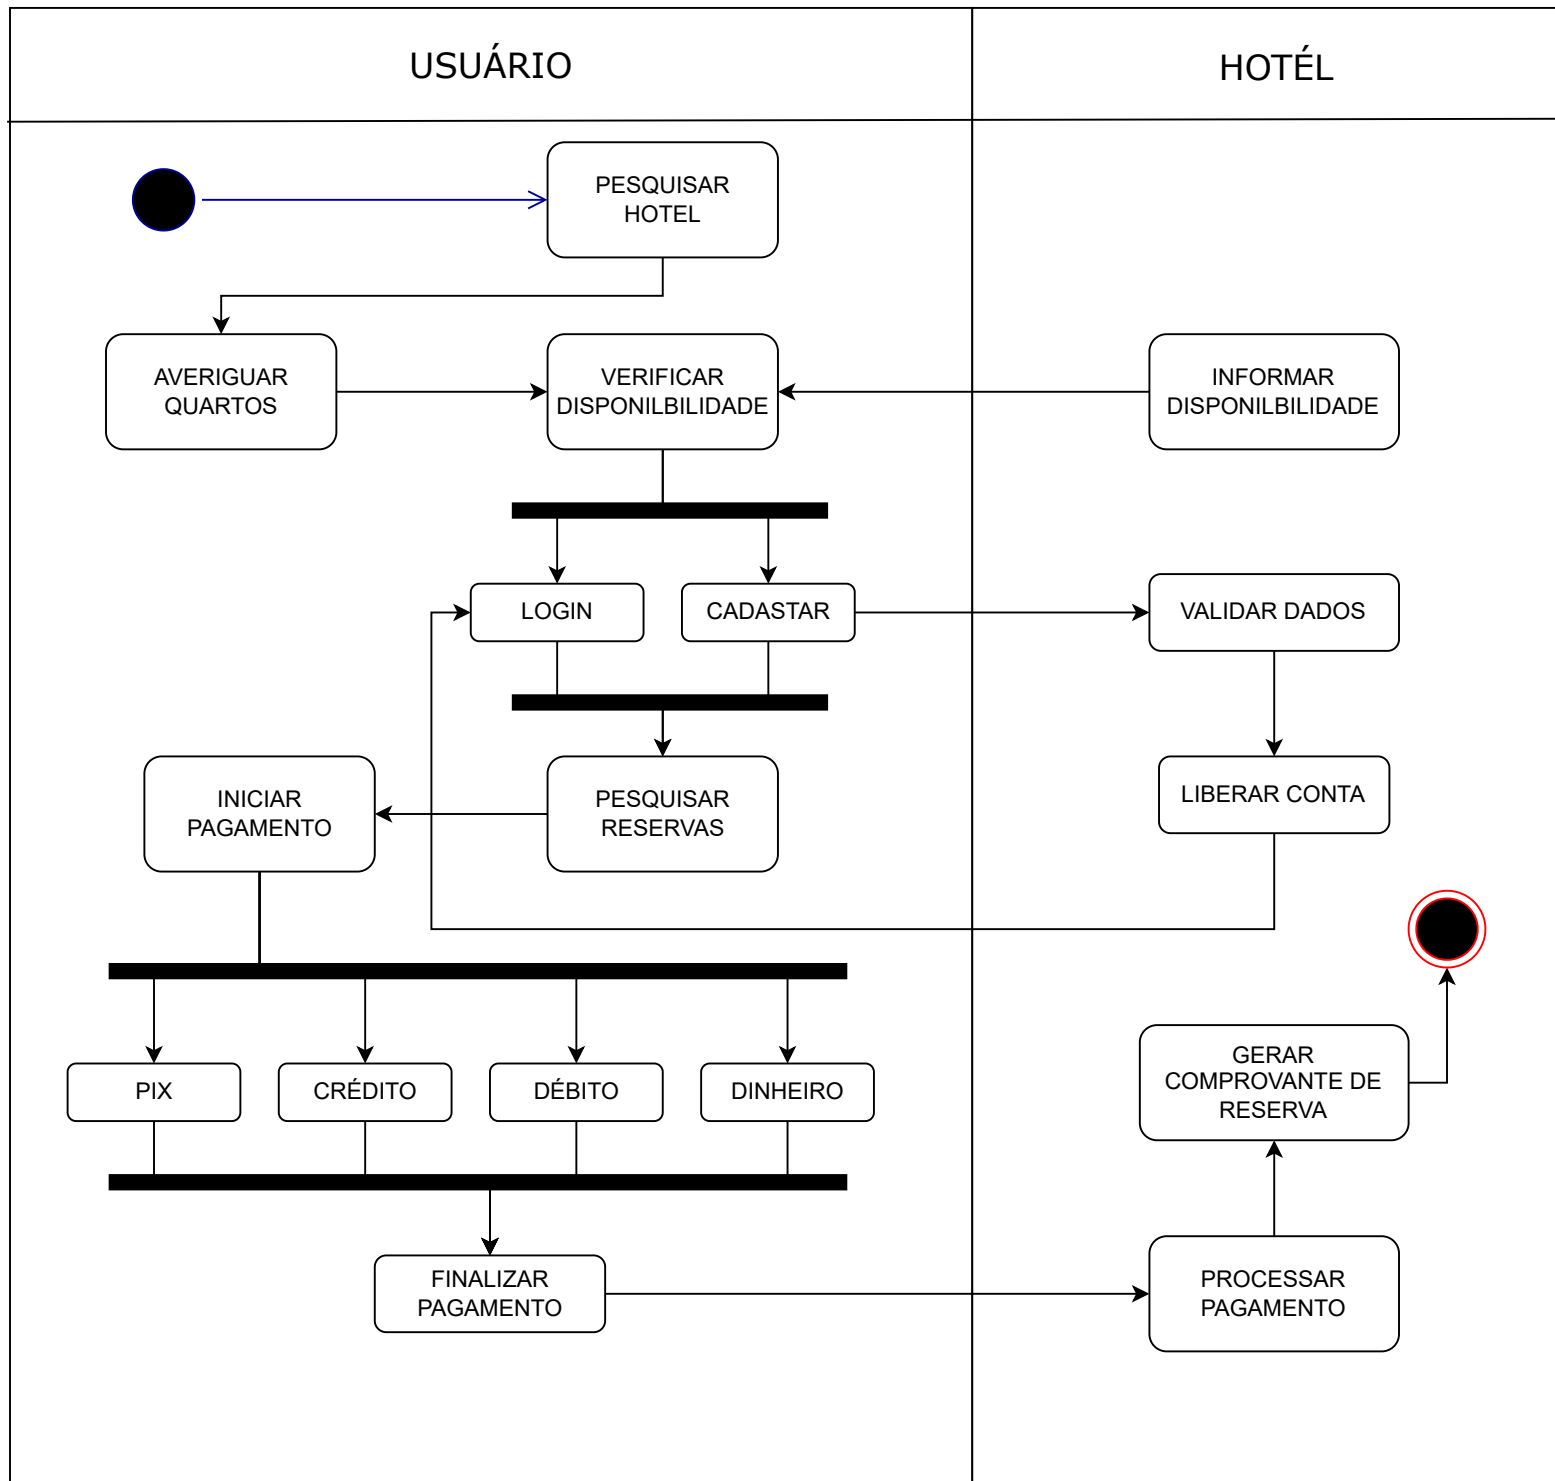 USUÁRIO
HOTÉL
PESQUISAR
HOTEL
AVERIGUAR
QUARTOS
VERIFICAR
DISPONILBILIDADE
INFORMAR
DISPONILBILIDADE
LOGIN
CADASTAR
VALIDAR DADOS
INICIAR
PAGAMENTO
PESQUISAR
RESERVAS
LIBERAR CONTA
PIX
CRÉDITO
DÉBITO
DINHEIRO
GERAR
COMPROVANTE DE
RESERVA
FINALIZAR
PAGAMENTO
PROCESSAR
PAGAMENTO